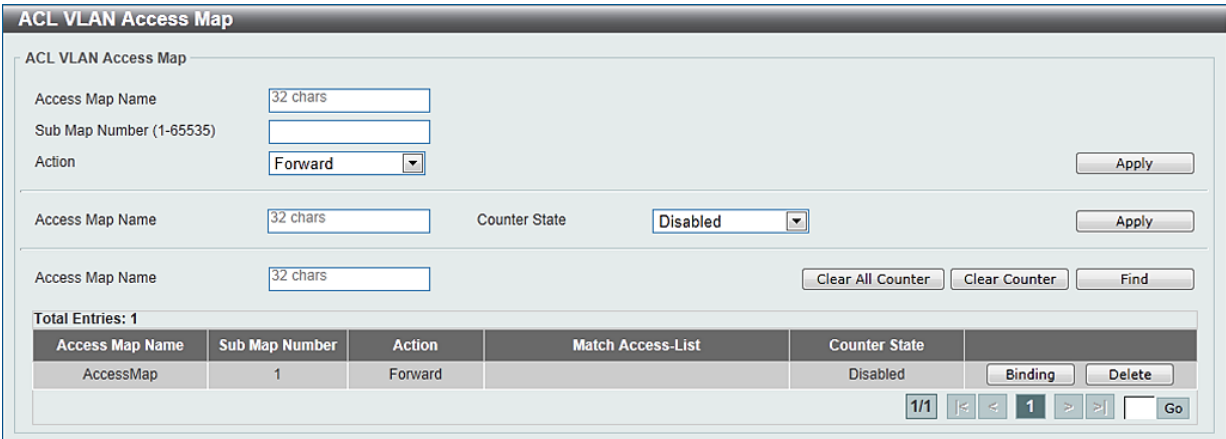 ACL VLAN Access Map
ACL VLAN Access Map
Access Map Name 32 chars
Sub Map Number (1-65535)
Action Forward Apply
Access Map Name 32 chars Counter State Disabled Apply
Access Map Name 32 chars Clear All Counter Clear Counter Find
Total Entries: 1
Access Map Name Sub Map Number Action Match Access-List Counter State
AccessMap 1 Forward Disabled Binding Delete
1/1 |< < 1 > >| Go